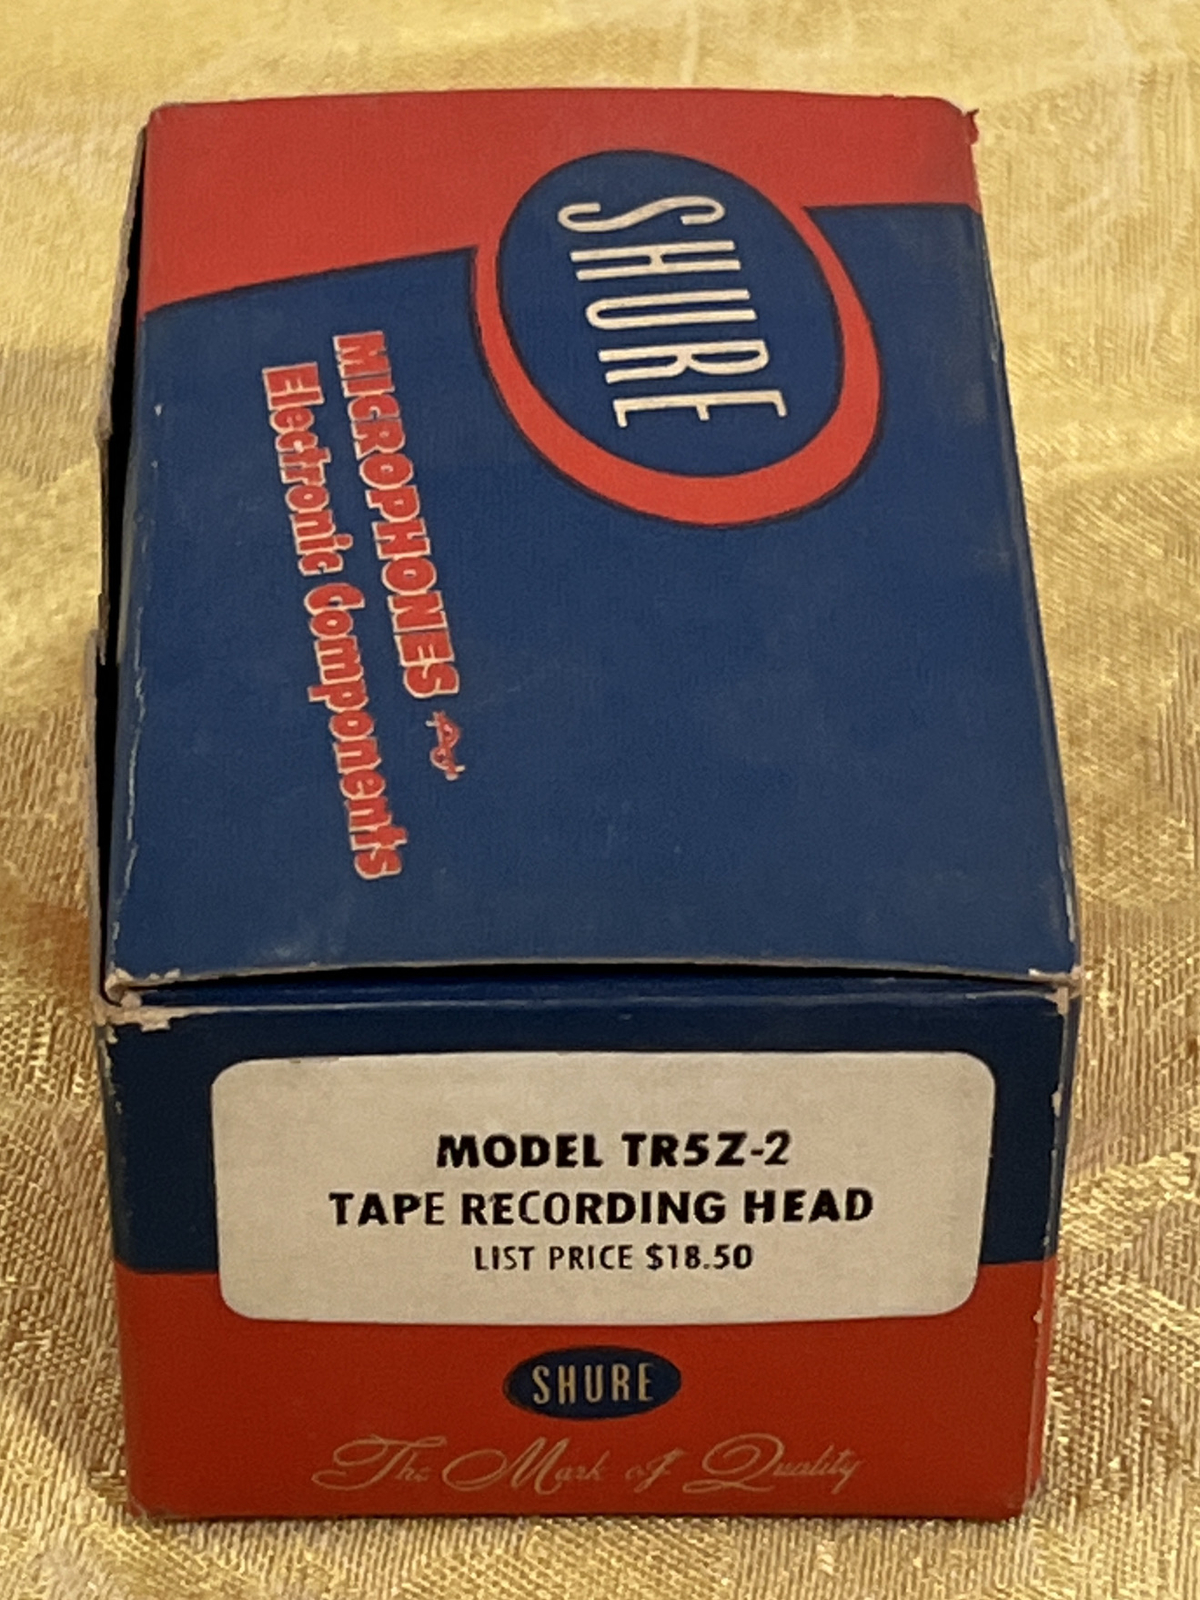 SHURE
MICROPHONES &
Electronic Components
MODEL TR5Z-2
TAPE RECORDING HEAD
LIST PRICE $18.50
SHURE
The Mark of Quality